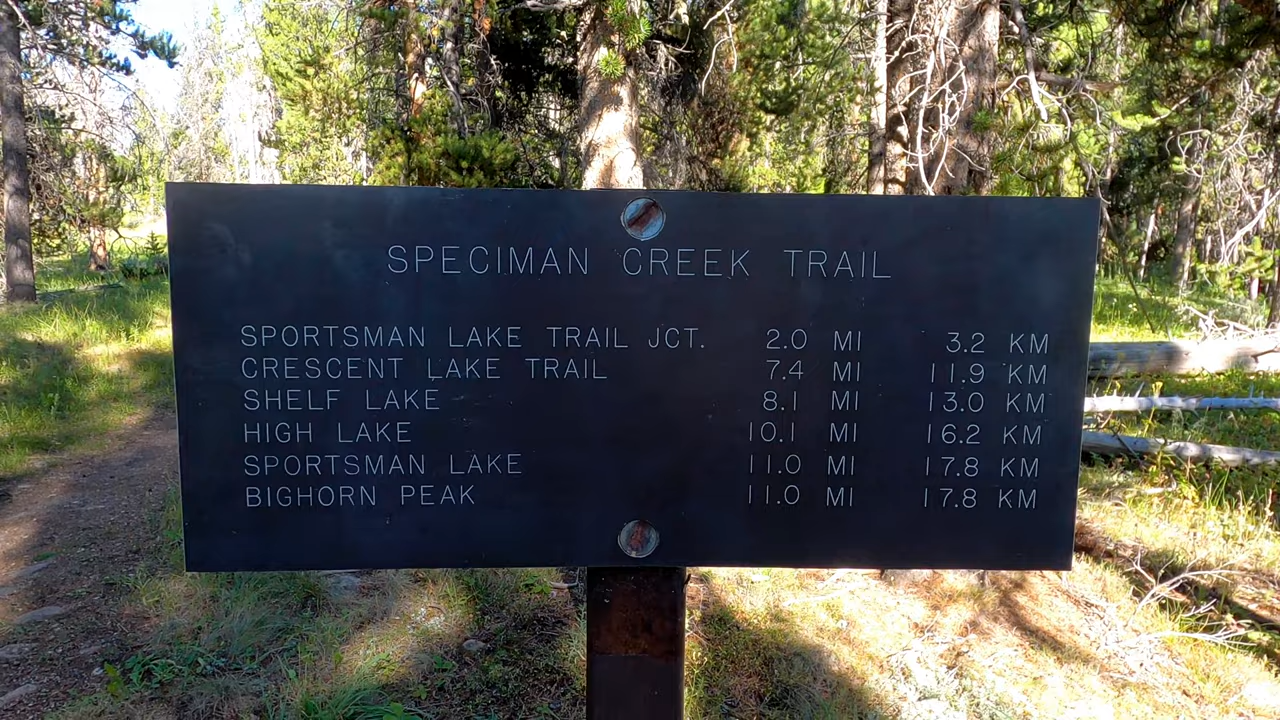 SPECIMAN CREEK TRAIL
SPORTSMAN LAKE TRAIL JCT. 2.0 MI 3.2 KM
CRESCENT LAKE TRAIL 7.4 MI 11.9 KM
SHELF LAKE 8.1 MI 13.0 KM
HIGH LAKE 10.1 MI 16.2 KM
SPORTSMAN LAKE 11.0 MI 17.8 KM
BIGHORN PEAK 11.0 MI 17.8 KM